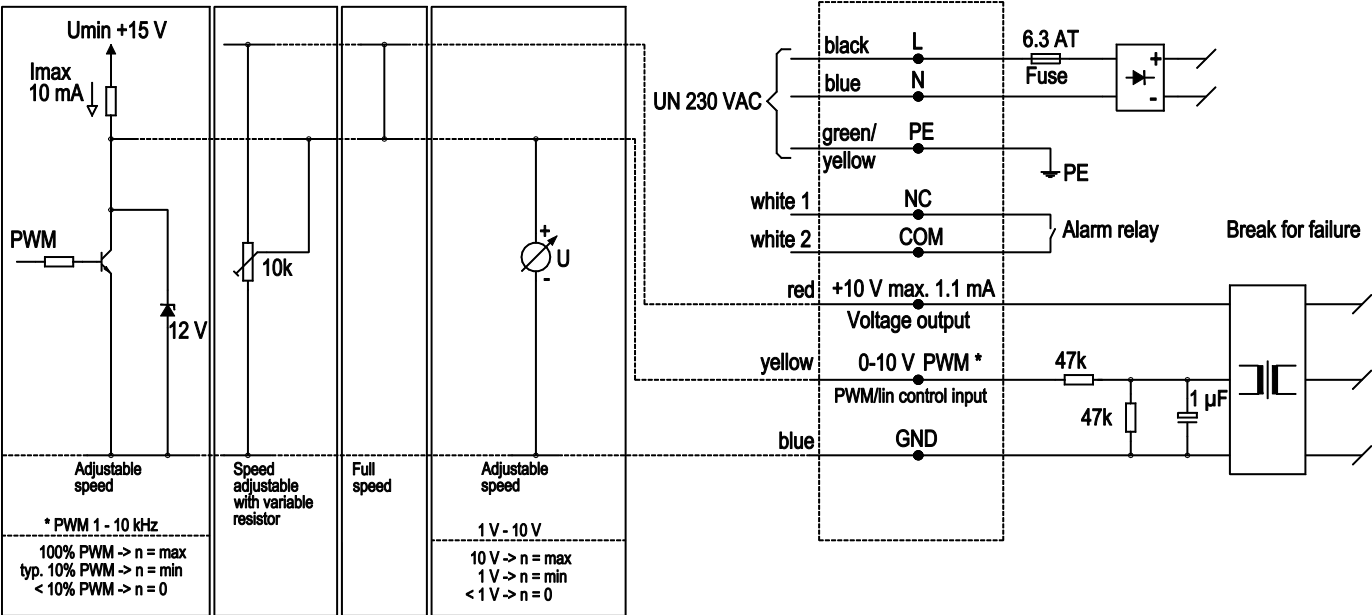 Umin +15 V
Imax
10 mA
PWM
12 V
Adjustable
speed
* PWM 1 - 10 kHz
100% PWM -> n = max
typ. 10% PWM -> n = min
< 10% PWM -> n = 0
10k
Speed
adjustable
with variable
resistor
Full
speed
+
U
-
Adjustable
speed
1 V - 10 V
10 V -> n = max
1 V -> n = min
< 1 V -> n = 0
UN 230 VAC
black
L
6.3 AT
Fuse
+
-
blue
N
green/
yellow
PE
PE
white 1
NC
white 2
COM
Alarm relay
Break for failure
red
+10 V max. 1.1 mA
Voltage output
yellow
0-10 V PWM *
PWM/lin control input
47k
47k
1 µF
blue
GND